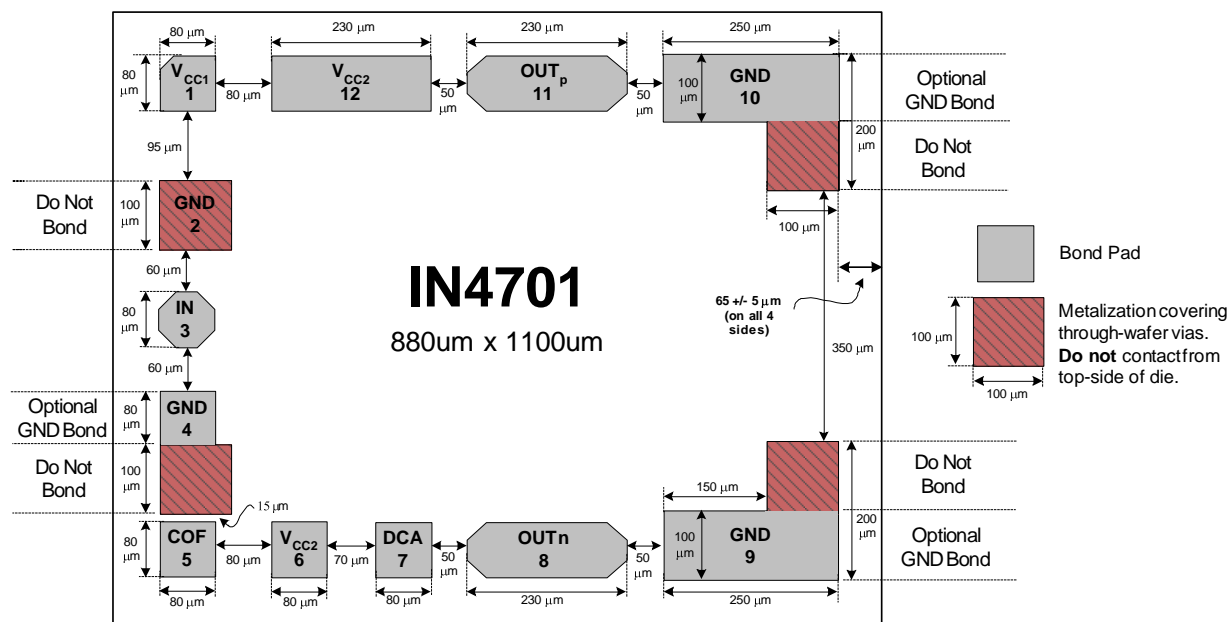 80 µm
230 µm
230 µm
250 µm
80
µm
V CC1
1
80 µm
V CC2
12
50
µm
OUT p
11
50
µm
100
µm
GND
10
Optional
GND Bond
95 µm
200
µm
Do Not
Bond
Do Not
Bond
100
µm
GND
2
100 µm
60 µm
IN4701
880um x 1100um
80
µm
IN
3
65 +/- 5 µm
(on all 4
sides)
350 µm
60 µm
Bond Pad
100 µm
Metalization covering
through-wafer vias.
Do not contact from
top-side of die.
100 µm
Optional
GND Bond
80
µm
GND
4
Do Not
Bond
100
µm
15 µm
Do Not
Bond
150 µm
80
µm
COF
5
80 µm
V CC2
6
70 µm
DCA
7
50
µm
OUTn
8
50
µm
100
µm
GND
9
200
µm
Optional
GND Bond
80 µm
80 µm
80 µm
230 µm
250 µm